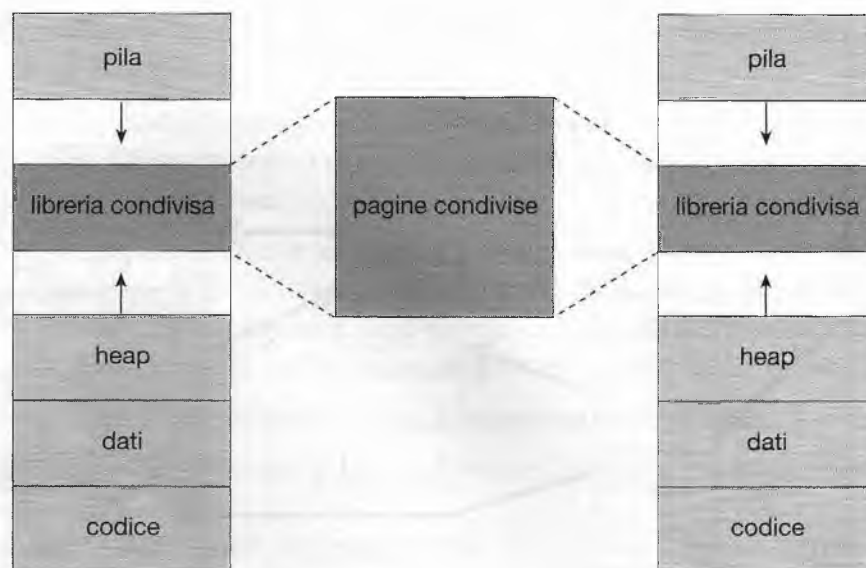 pila
libreria condivisa
heap
dati
codice
pagine condivise
pila
libreria condivisa
heap
dati
codice